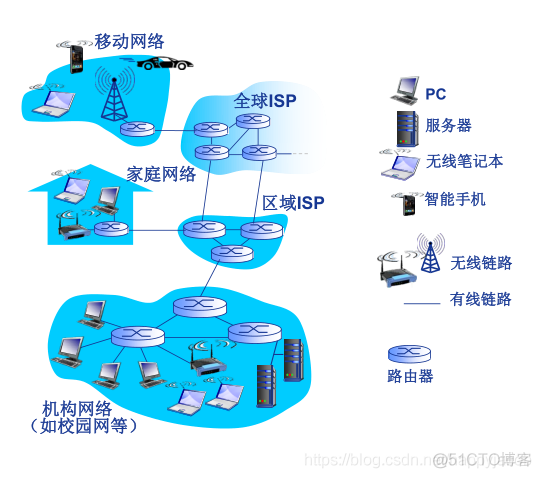 移动网络
全球ISP
家庭网络
区域ISP
机构网络
（如校园网等）
PC
服务器
无线笔记本
智能手机
无线链路
有线链路
路由器
https://blog.csdn.ne
@51CTO博客